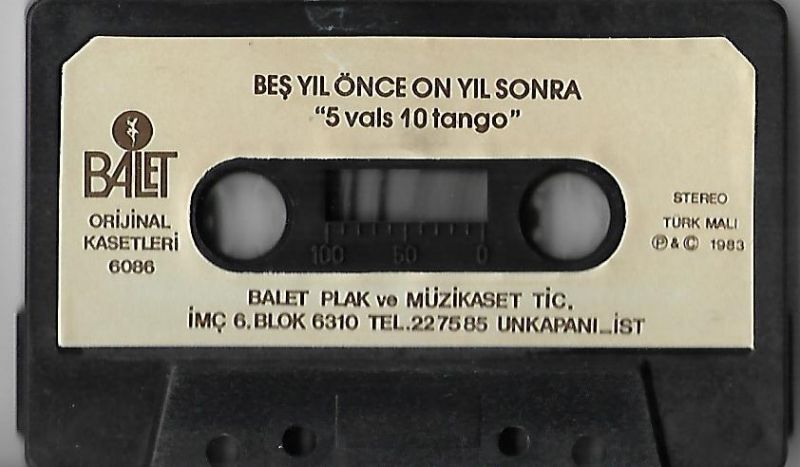 BEŞ YIL ÖNCE ON YIL SONRA
"5 vals 10 tango"
BALET
ORİJİNAL
KASETLERİ
6086
100 50 0
STEREO
TÜRK MALI
℗ & © 1983
BALET PLAK ve MÜZİKASET TİC.
İMÇ 6.BLOK 6310 TEL.227585 UNKAPANI_İST